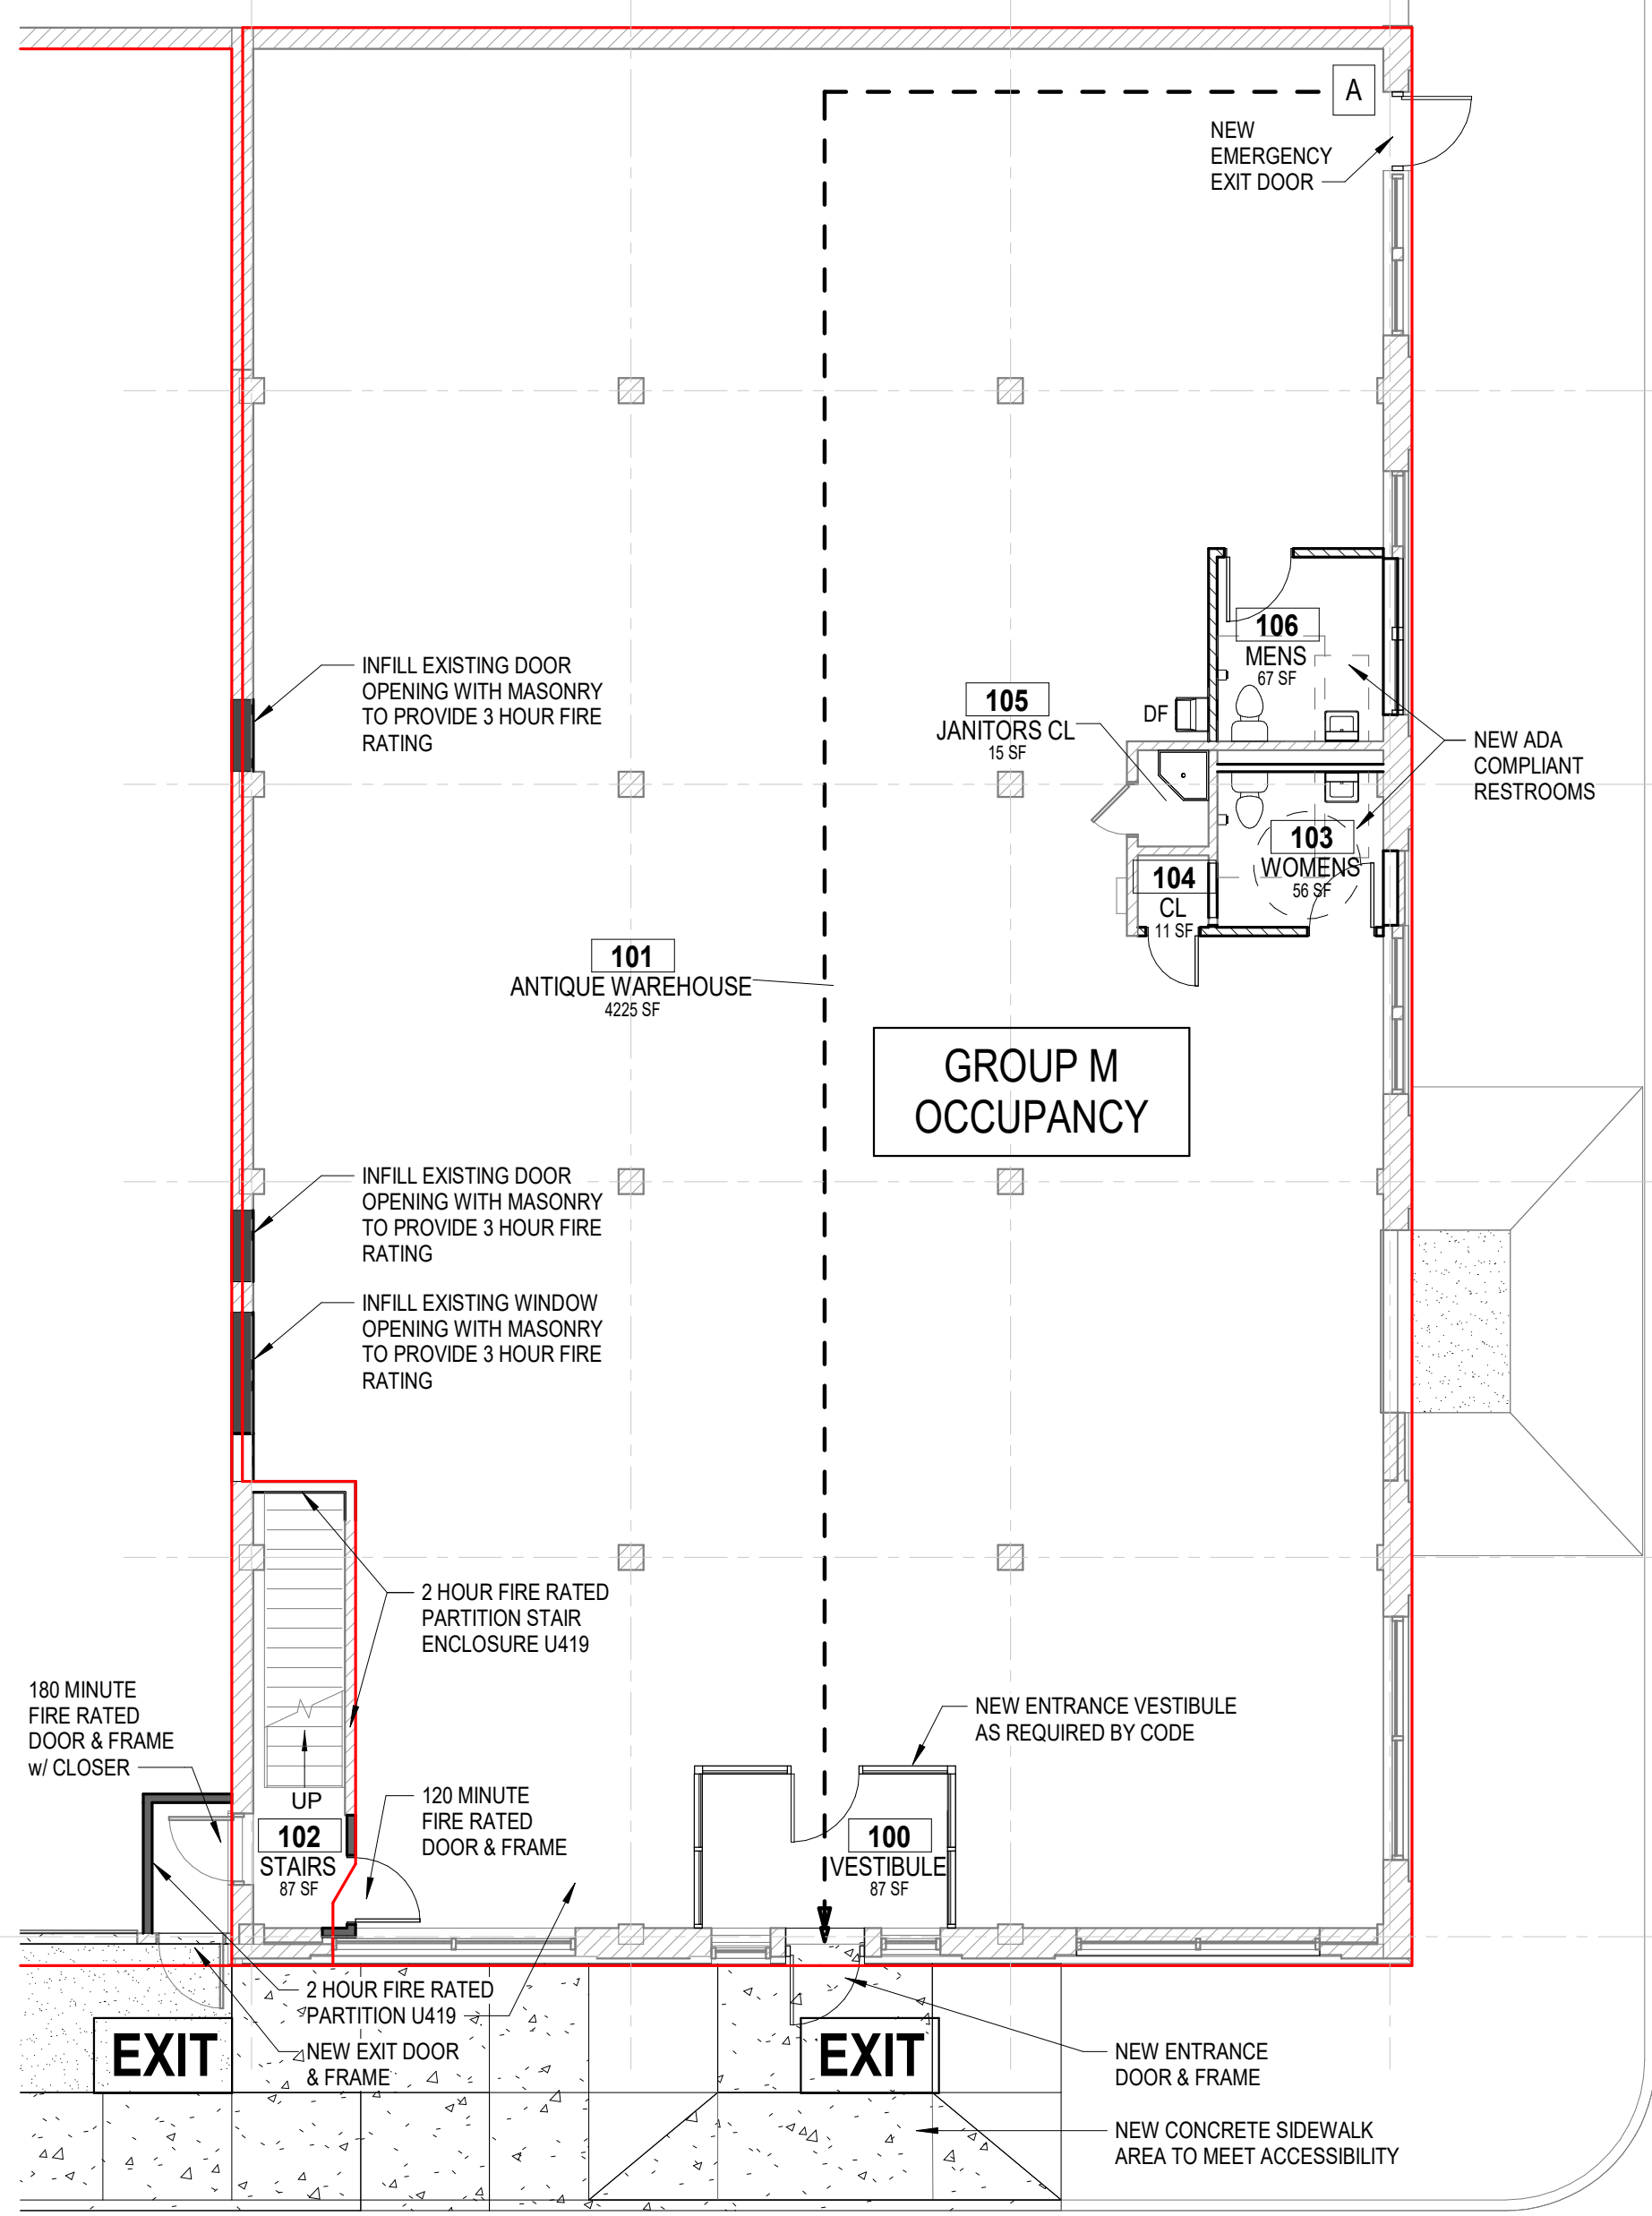 A
NEW
EMERGENCY
EXIT DOOR
106
MENS
67 SF
INFILL EXISTING DOOR
OPENING WITH MASONRY
TO PROVIDE 3 HOUR FIRE
RATING
105
JANITORS CL
15 SF
DF
NEW ADA
COMPLIANT
RESTROOMS
103
WOMENS
56 SF
104
CL
11 SF
101
ANTIQUE WAREHOUSE
4225 SF
GROUP M
OCCUPANCY
INFILL EXISTING DOOR
OPENING WITH MASONRY
TO PROVIDE 3 HOUR FIRE
RATING
INFILL EXISTING WINDOW
OPENING WITH MASONRY
TO PROVIDE 3 HOUR FIRE
RATING
2 HOUR FIRE RATED
PARTITION STAIR
ENCLOSURE U419
180 MINUTE
FIRE RATED
DOOR & FRAME
w/ CLOSER
NEW ENTRANCE VESTIBULE
AS REQUIRED BY CODE
UP
120 MINUTE
FIRE RATED
DOOR & FRAME
102
STAIRS
87 SF
100
VESTIBULE
87 SF
2 HOUR FIRE RATED
PARTITION U419
NEW EXIT DOOR
& FRAME
EXIT
EXIT
NEW ENTRANCE
DOOR & FRAME
NEW CONCRETE SIDEWALK
AREA TO MEET ACCESSIBILITY